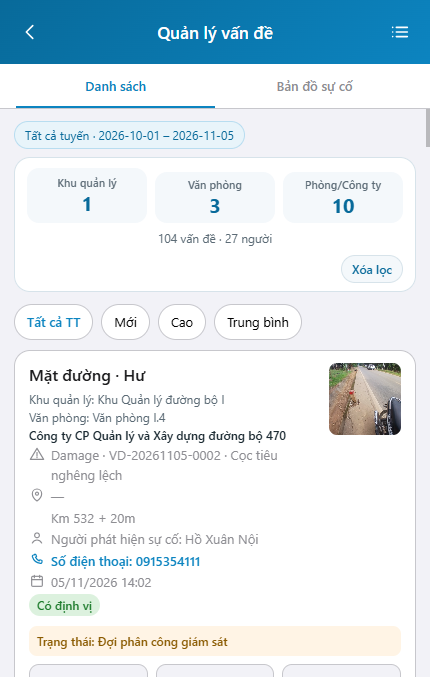 Quản lý vấn đề
Danh sách
Bản đồ sự cố
Tất cả tuyến · 2026-10-01 – 2026-11-05
Khu quản lý
1
Văn phòng
3
Phòng/Công ty
10
104 vấn đề · 27 người
Xóa lọc
Tất cả TT
Mới
Cao
Trung bình
Mặt đường · Hư
Khu quản lý: Khu Quản lý đường bộ I
Văn phòng: Văn phòng I.4
Công ty CP Quản lý và Xây dựng đường bộ 470
Damage · VD-20261105-0002 · Cọc tiêu
nghêng lệch
—
Km 532 + 20m
Người phát hiện sự cố: Hồ Xuân Nội
Số điện thoại: 0915354111
05/11/2026 14:02
Có định vị
Trạng thái: Đợi phân công giám sát